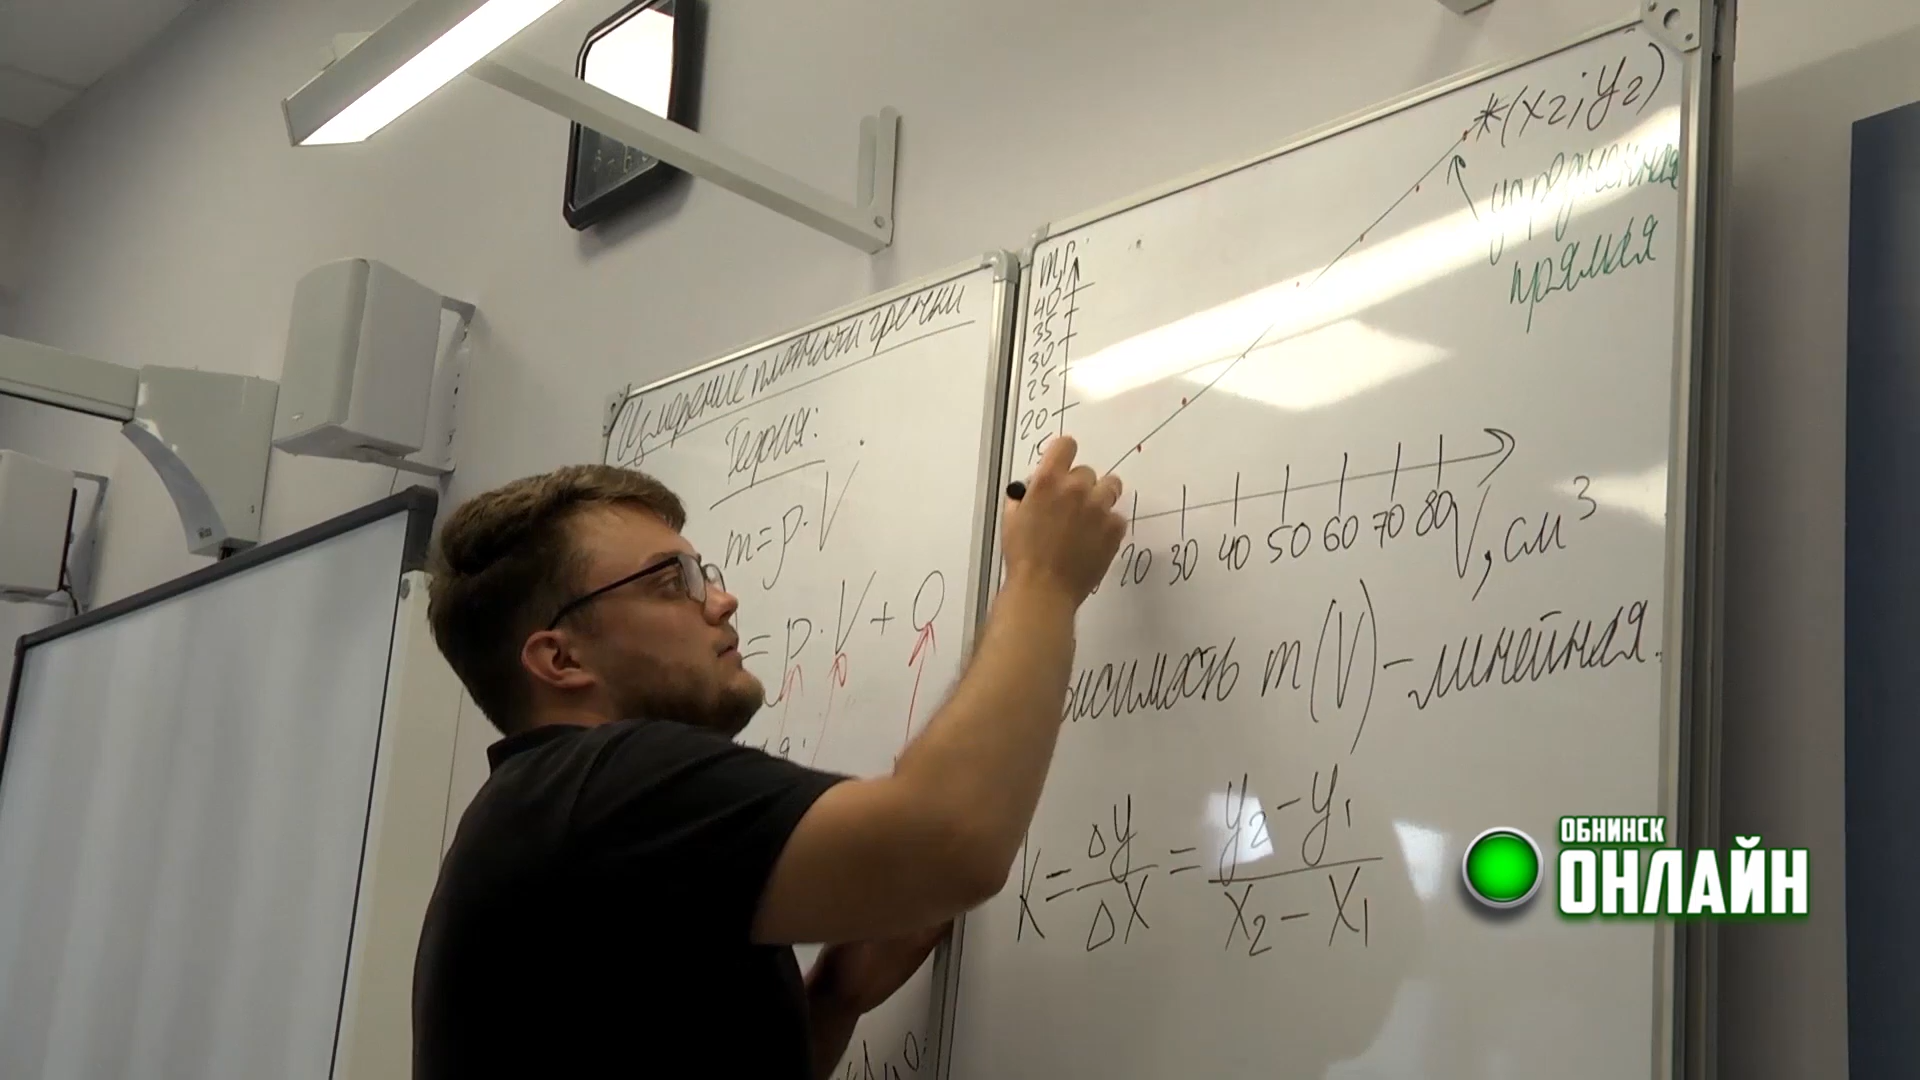 Измерение плотности гречки
Теория:
m=ρ·V
=ρ·V+0
m,г
40
35
30
25
20
15
*(x₂;y₂)
усредненная
прямая
20 30 40 50 60 70 80 V, см³
m(V) – линейная.
K = Δy/Δx = y₂–y₁/x₂–x₁
ОБНИНСК
ОНЛАЙН